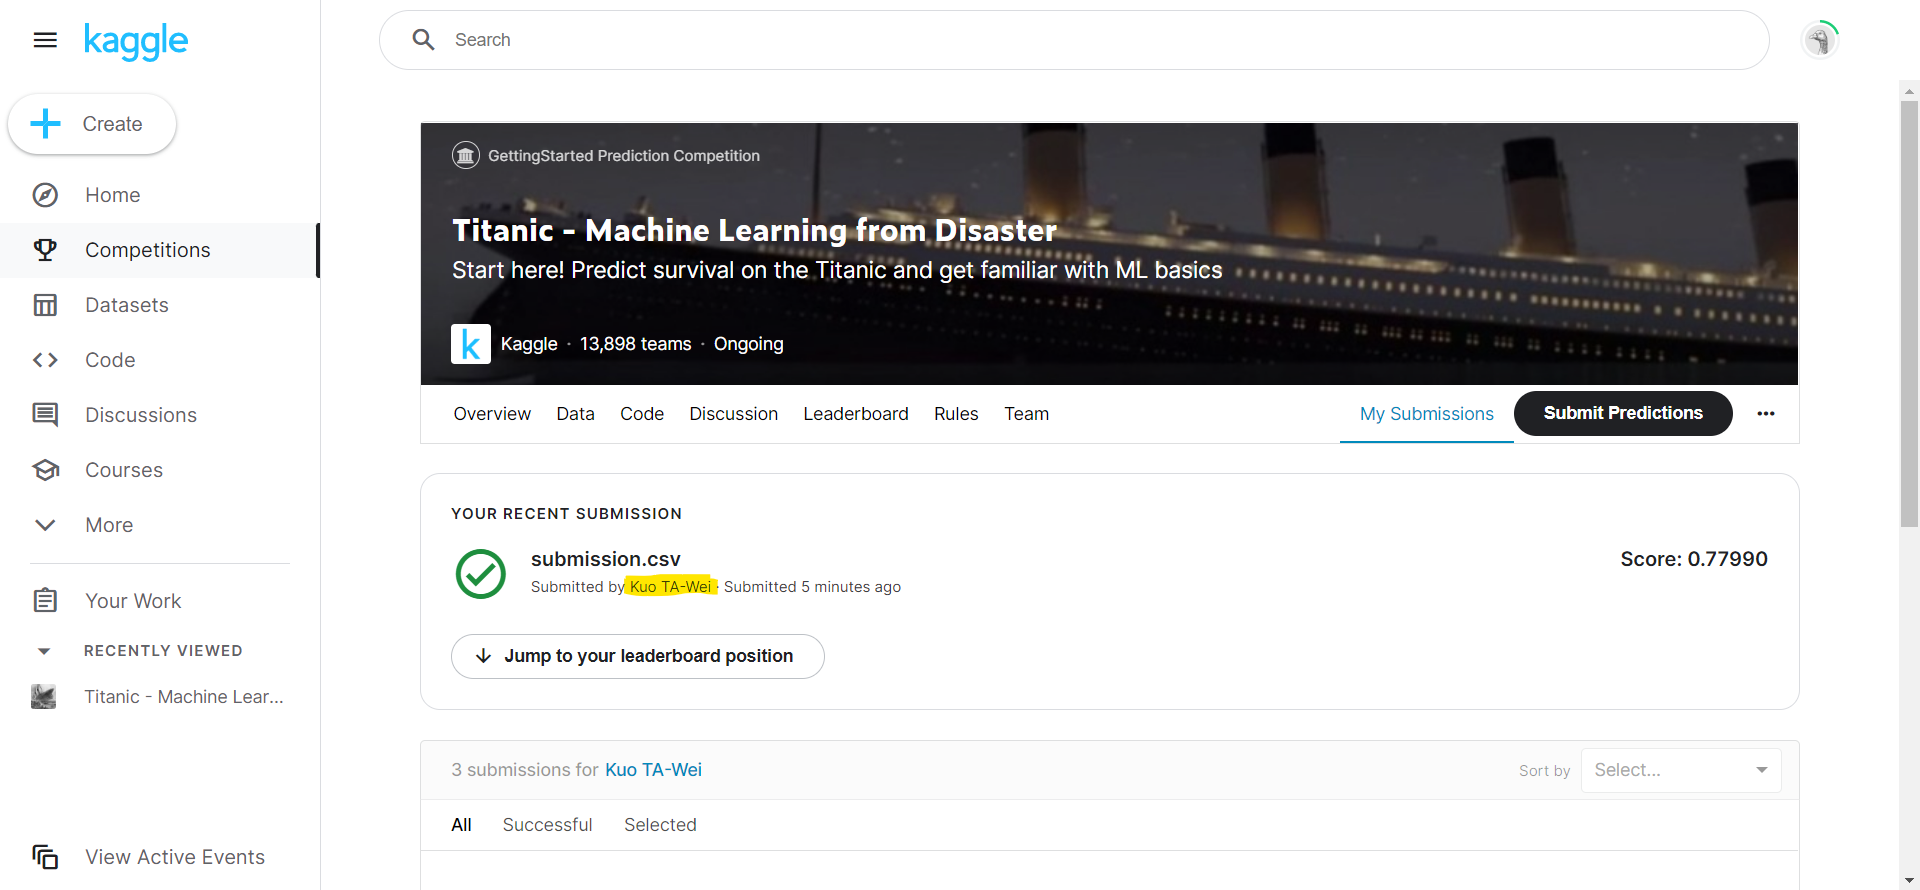 kaggle
Search
Create
Home
Competitions
Datasets
Code
Discussions
Courses
More
Your Work
RECENTLY VIEWED
Titanic - Machine Lear...
View Active Events
GettingStarted Prediction Competition
Titanic - Machine Learning from Disaster
Start here! Predict survival on the Titanic and get familiar with ML basics
k Kaggle · 13,898 teams · Ongoing
Overview Data Code Discussion Leaderboard Rules Team My Submissions Submit Predictions
YOUR RECENT SUBMISSION
submission.csv Score: 0.77990
Submitted by Kuo TA-Wei · Submitted 5 minutes ago
Jump to your leaderboard position
3 submissions for Kuo TA-Wei Sort by Select...
All Successful Selected